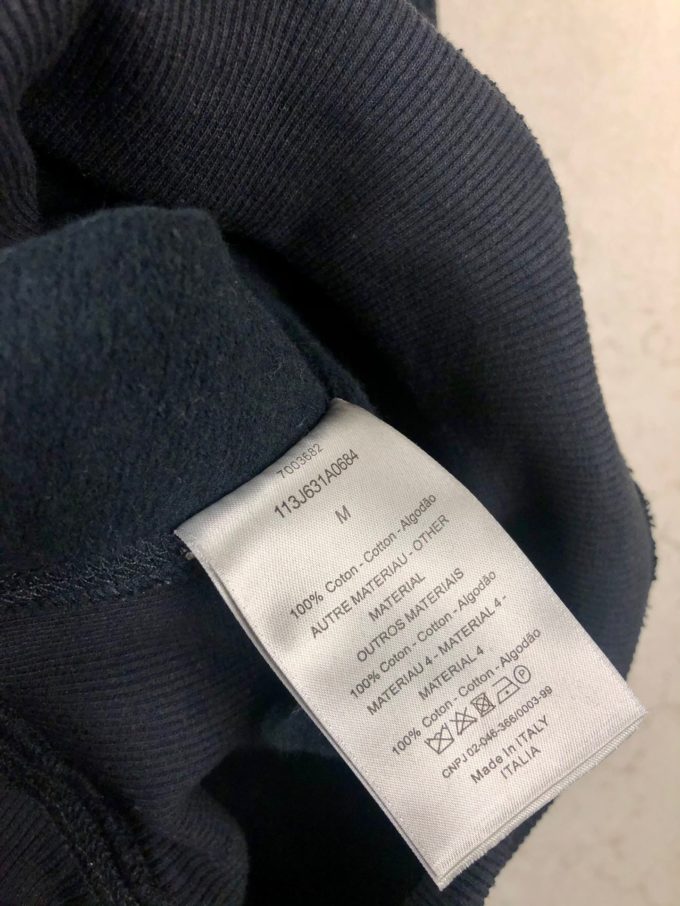 7003682
113J631A0684
M
100% Coton - Cotton - Algodão
AUTRE MATERIAU - OTHER
MATERIAL
OUTROS MATERIAIS
100% Coton - Cotton - Algodão
MATERIAU 4 - MATERIAL 4 -
MATERIAL 4
100% Coton - Cotton - Algodão
P
CNPJ 02-046-366/0003-99
Made in ITALY
ITALIA